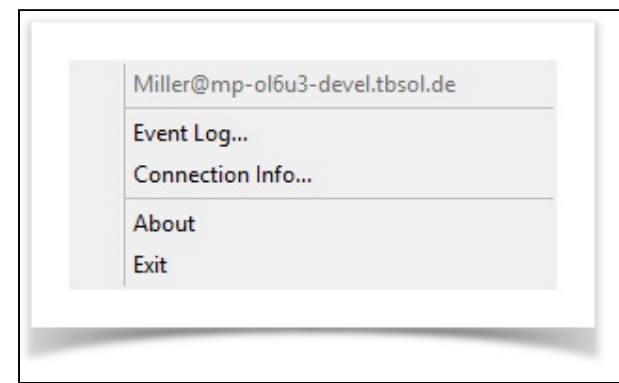 Miller@mp-ol6u3-devel.tbsol.de
Event Log...
Connection Info...
About
Exit